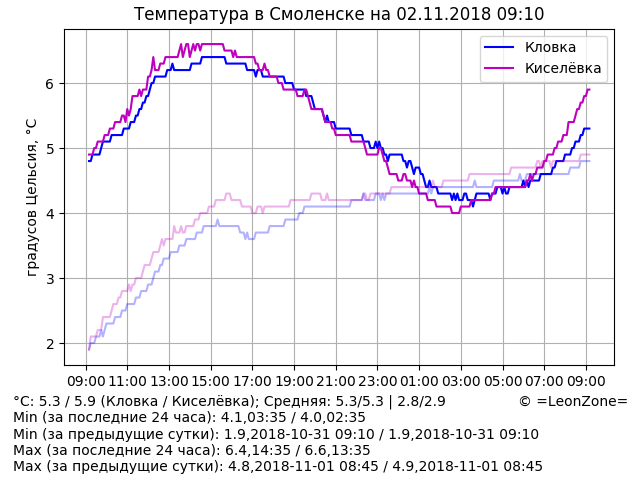 Температура в Смоленске на 02.11.2018 09:10
Кловка
Киселёвка
градусов Цельсия, °C
6
5
4
3
2
09:00 11:00 13:00 15:00 17:00 19:00 21:00 23:00 01:00 03:00 05:00 07:00 09:00
°C: 5.3 / 5.9 (Кловка / Киселёвка); Средняя: 5.3/5.3 | 2.8/2.9 © =LeonZone=
Min (за последние 24 часа): 4.1,03:35 / 4.0,02:35
Min (за предыдущие сутки): 1.9,2018-10-31 09:10 / 1.9,2018-10-31 09:10
Max (за последние 24 часа): 6.4,14:35 / 6.6,13:35
Max (за предыдущие сутки): 4.8,2018-11-01 08:45 / 4.9,2018-11-01 08:45